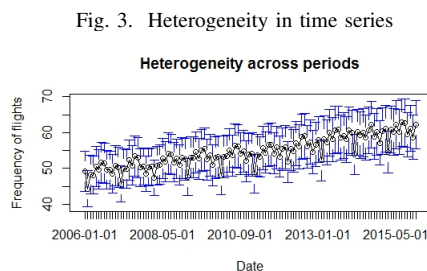 Fig. 3. Heterogeneity in time series
Heterogeneity across periods
Frequency of flights
70
60
50
40
2006-01-01 2008-05-01 2010-09-01 2013-01-01 2015-05-01
Date